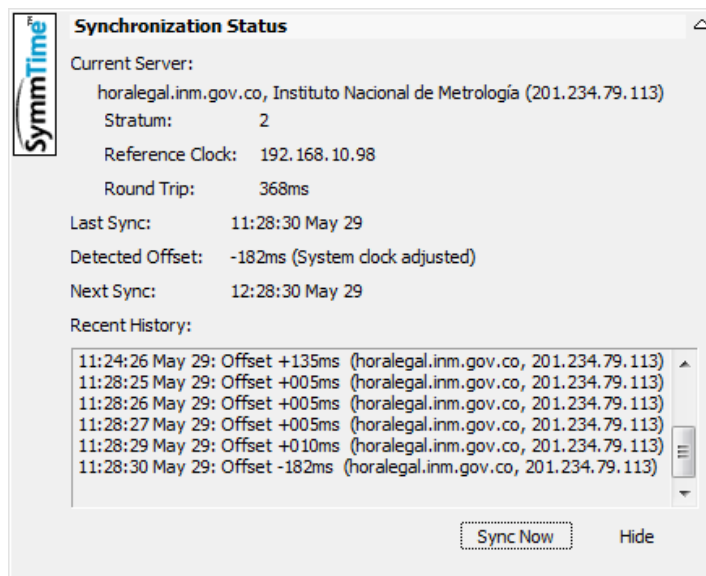 SymmTime
Synchronization Status
Current Server:
horalegal.inm.gov.co, Instituto Nacional de Metrología (201.234.79.113)
Stratum: 2
Reference Clock: 192.168.10.98
Round Trip: 368ms
Last Sync: 11:28:30 May 29
Detected Offset: -182ms (System clock adjusted)
Next Sync: 12:28:30 May 29
Recent History:
11:24:26 May 29: Offset +135ms (horalegal.inm.gov.co, 201.234.79.113)
11:28:25 May 29: Offset +005ms (horalegal.inm.gov.co, 201.234.79.113)
11:28:26 May 29: Offset +005ms (horalegal.inm.gov.co, 201.234.79.113)
11:28:27 May 29: Offset +005ms (horalegal.inm.gov.co, 201.234.79.113)
11:28:29 May 29: Offset +010ms (horalegal.inm.gov.co, 201.234.79.113)
11:28:30 May 29: Offset -182ms (horalegal.inm.gov.co, 201.234.79.113)
Sync Now Hide